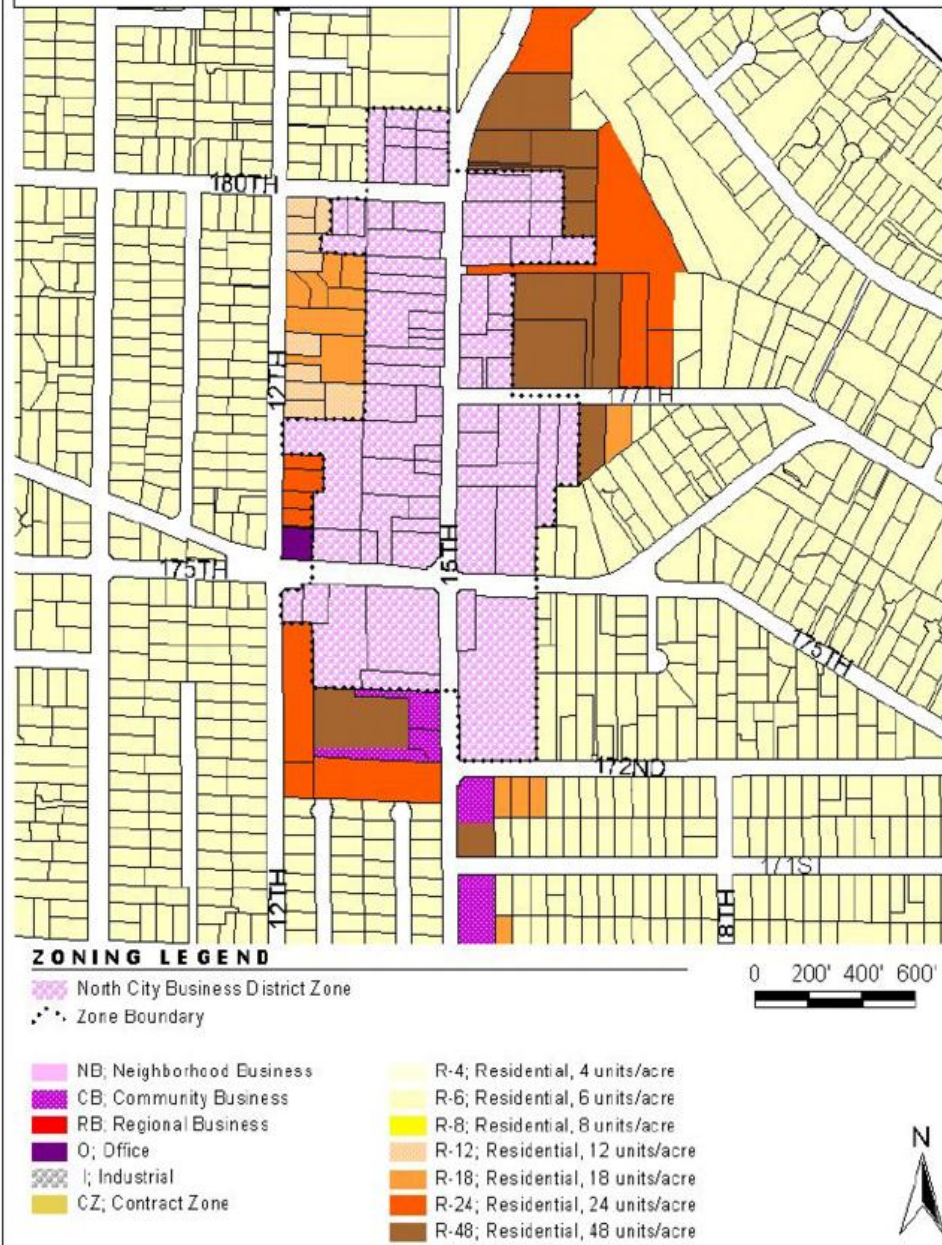 180TH
12TH
177TH
15TH
175TH
175TH
172ND
171ST
12TH
8TH
ZONING LEGEND
North City Business District Zone
Zone Boundary
0 200' 400' 600'
NB; Neighborhood Business
CB; Community Business
RB; Regional Business
O; Office
I; Industrial
CZ; Contract Zone
R-4; Residential, 4 units/acre
R-6; Residential, 6 units/acre
R-8; Residential, 8 units/acre
R-12; Residential, 12 units/acre
R-18; Residential, 18 units/acre
R-24; Residential, 24 units/acre
R-48; Residential, 48 units/acre
N